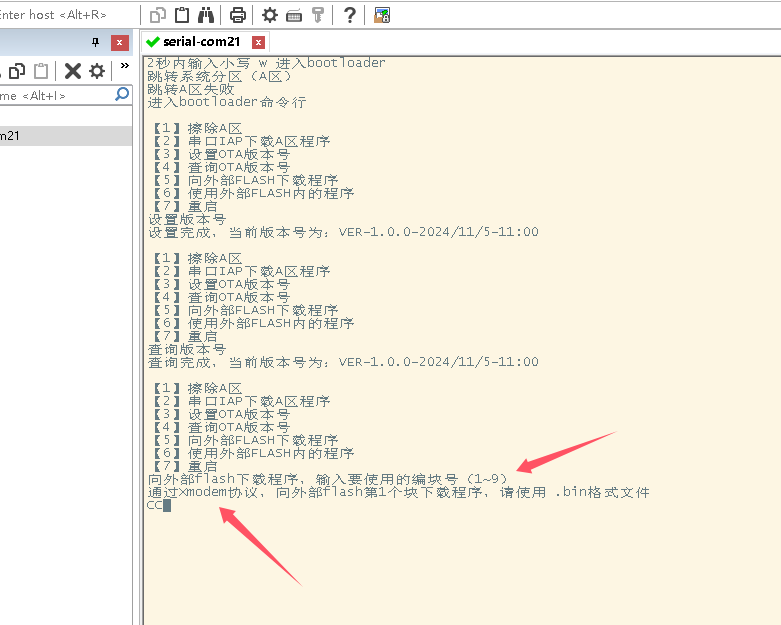 Enter host <Alt+R>
serial-com21
me <Alt+I>
m21
2秒内输入小写 w 进入bootloader
跳转系统分区（A区）
跳转A区失败
进入bootloader命令行
【1】擦除A区
【2】串口IAP下载A区程序
【3】设置OTA版本号
【4】查询OTA版本号
【5】向外部FLASH下载程序
【6】使用外部FLASH内的程序
【7】重启
设置版本号
设置完成，当前版本号为：VER-1.0.0-2024/11/5-11:00
【1】擦除A区
【2】串口IAP下载A区程序
【3】设置OTA版本号
【4】查询OTA版本号
【5】向外部FLASH下载程序
【6】使用外部FLASH内的程序
【7】重启
查询版本号
查询完成，当前版本号为：VER-1.0.0-2024/11/5-11:00
【1】擦除A区
【2】串口IAP下载A区程序
【3】设置OTA版本号
【4】查询OTA版本号
【5】向外部FLASH下载程序
【6】使用外部FLASH内的程序
【7】重启
向外部flash下载程序，输入要使用的编块号（1~9）
通过Xmodem协议，向外部flash第1个块下载程序，请使用 .bin格式文件
CC